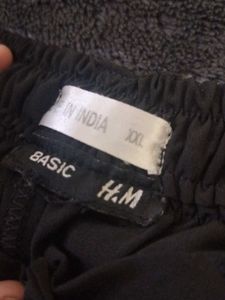 IN INDIA XXL
BASIC H.M